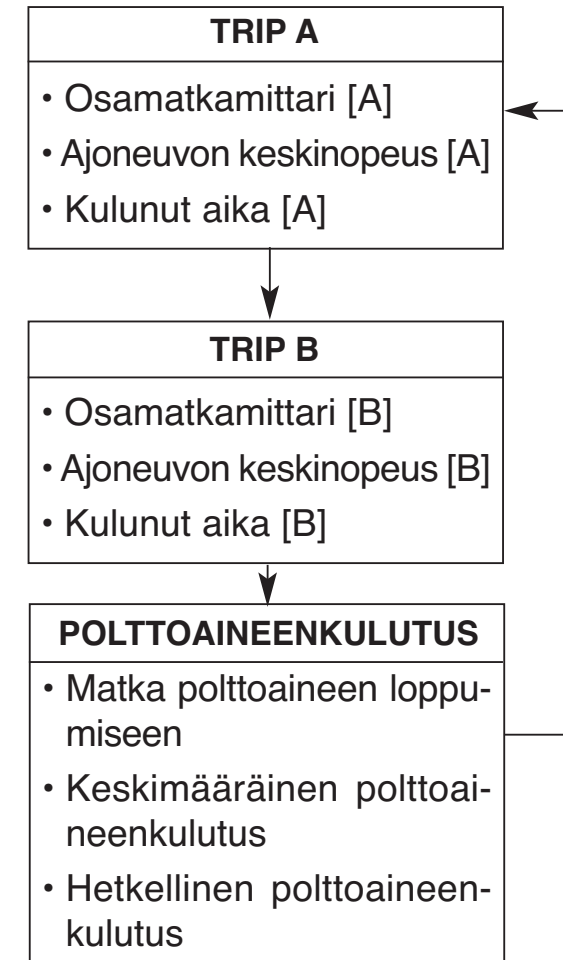 TRIP A
• Osamatkamittari [A]
• Ajoneuvon keskinopeus [A]
• Kulunut aika [A]
TRIP B
• Osamatkamittari [B]
• Ajoneuvon keskinopeus [B]
• Kulunut aika [B]
POLTTOAINEENKULUTUS
• Matka polttoaineen loppu-
miseen
• Keskimääräinen polttoai-
neenkulutus
• Hetkellinen polttoaineen-
kulutus